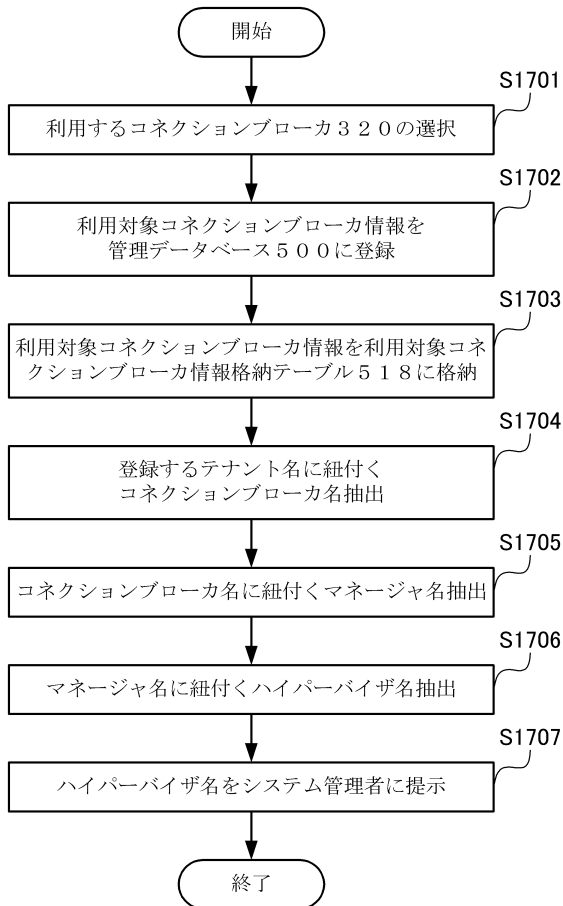 開始
S1701
利用するコネクションブローカ３２０の選択
S1702
利用対象コネクションブローカ情報を
管理データベース５００に登録
S1703
利用対象コネクションブローカ情報を利用対象コネ
クションブローカ情報格納テーブル５１８に格納
S1704
登録するテナント名に紐付く
コネクションブローカ名抽出
S1705
コネクションブローカ名に紐付くマネージャ名抽出
S1706
マネージャ名に紐付くハイパーバイザ名抽出
S1707
ハイパーバイザ名をシステム管理者に提示
終了